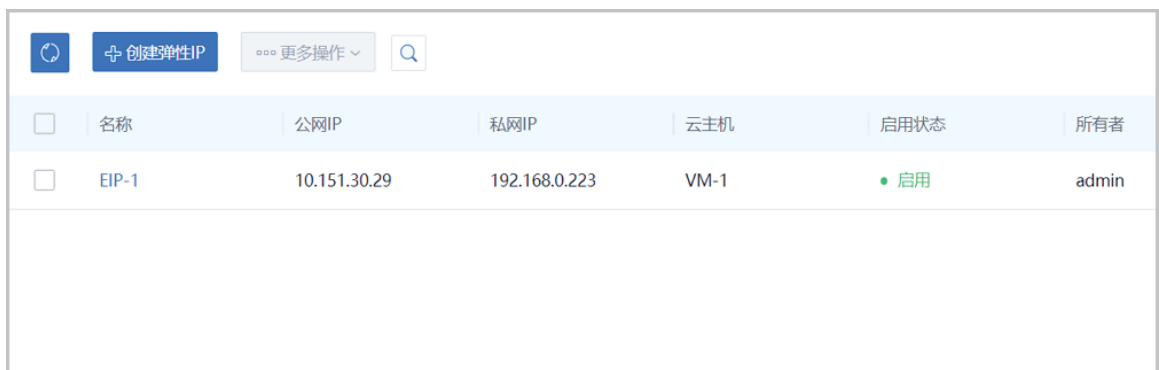 创建弹性IP 更多操作
名称 公网IP 私网IP 云主机 启用状态 所有者
EIP-1 10.151.30.29 192.168.0.223 VM-1 启用 admin